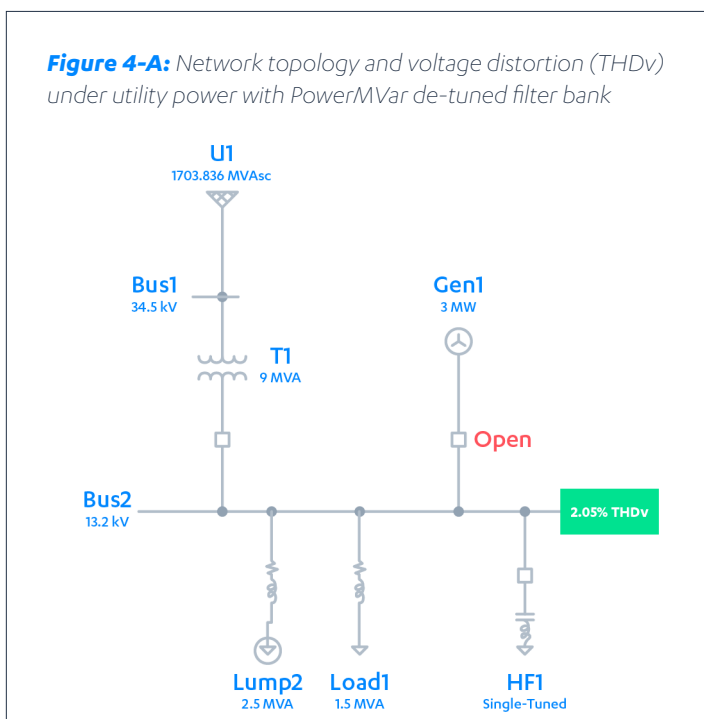 Figure 4-A: Network topology and voltage distortion (THDv)
under utility power with PowerMVar de-tuned filter bank
U1
1703.836 MVAsc
Bus1
34.5 kV
Gen1
3 MW
T1
9 MVA
Open
Bus2
13.2 kV
2.05% THDv
Lump2
2.5 MVA
Load1
1.5 MVA
HF1
Single-Tuned